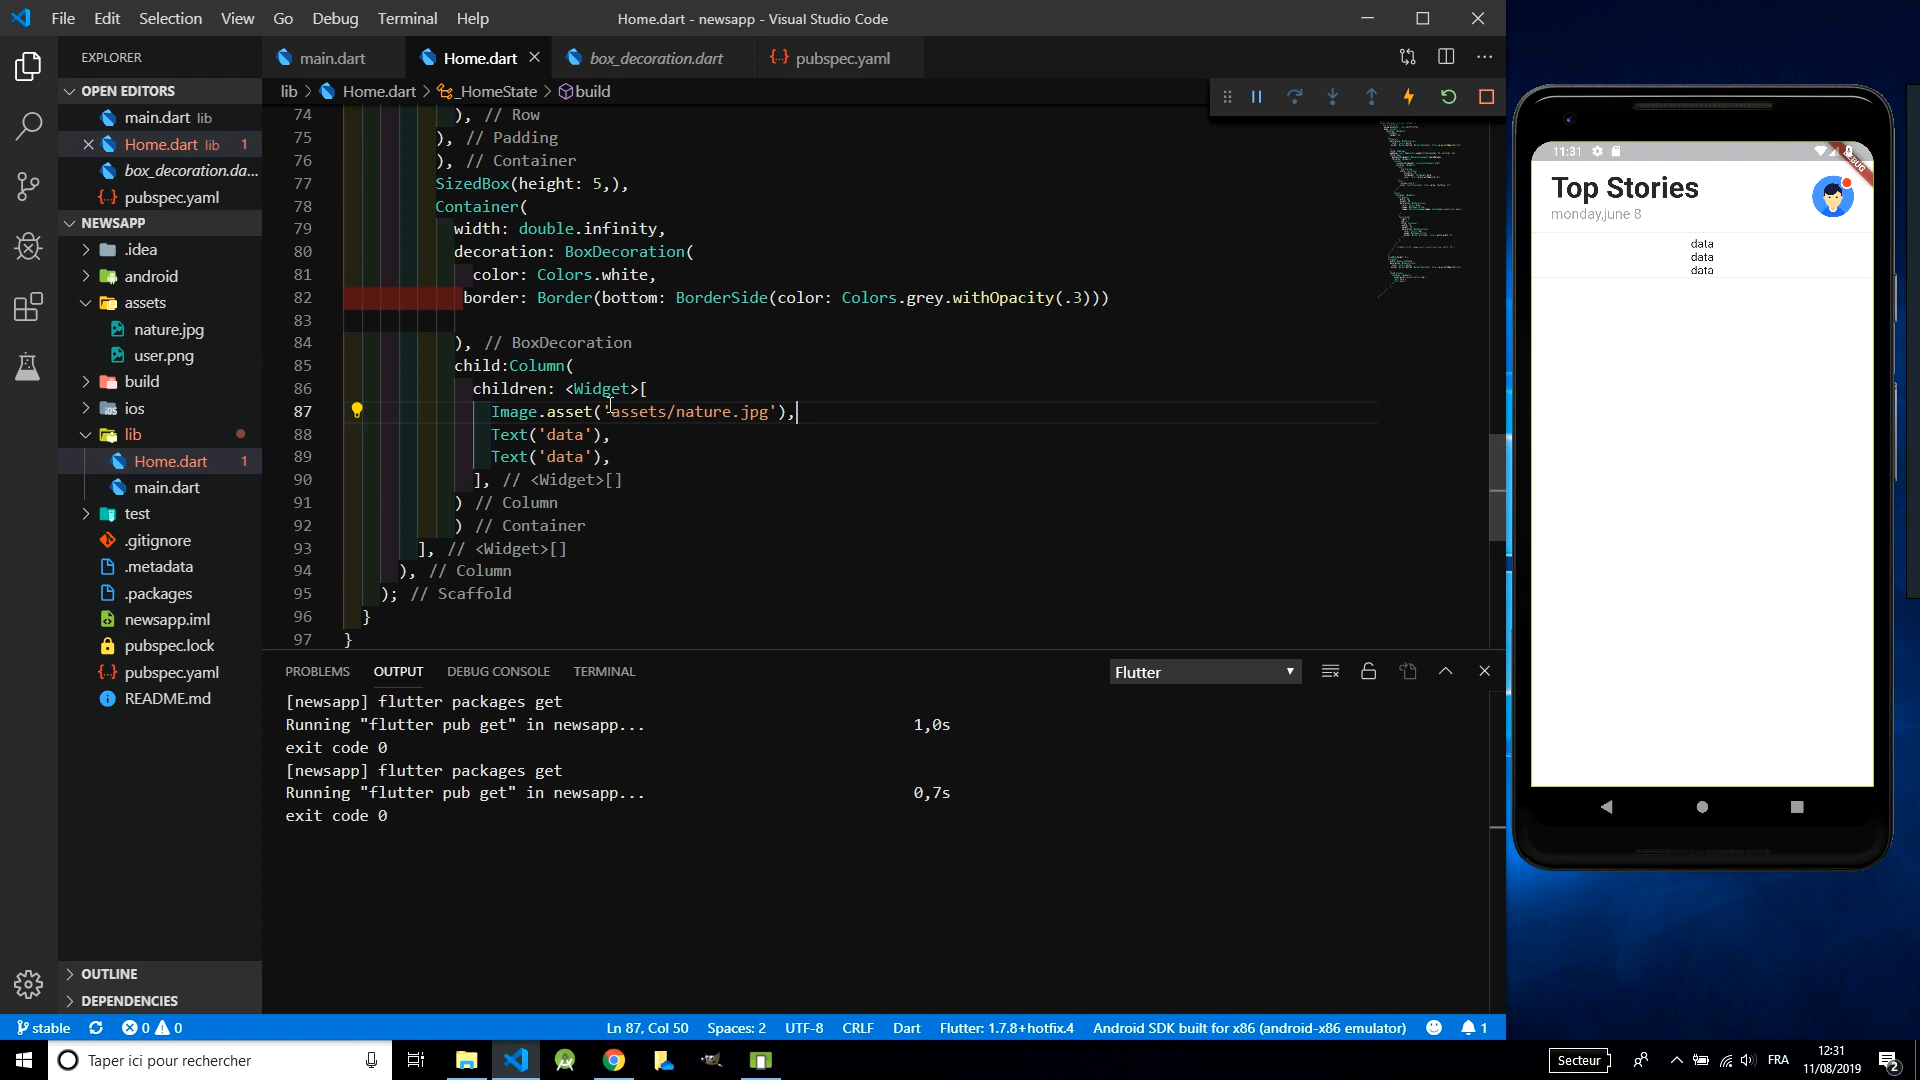 File Edit Selection View Go Debug Terminal Help
Home.dart - newsapp - Visual Studio Code
EXPLORER
OPEN EDITORS
main.dart lib
Home.dart lib 1
box_decoration.da...
pubspec.yaml
NEWSAPP
.idea
android
assets
nature.jpg
user.png
build
ios
lib
Home.dart 1
main.dart
test
.gitignore
.metadata
.packages
newsapp.iml
pubspec.lock
pubspec.yaml
README.md
OUTLINE
DEPENDENCIES
main.dart Home.dart box_decoration.dart pubspec.yaml
lib > Home.dart > _HomeState > build
74 ), // Row
75 ), // Padding
76 ), // Container
77 SizedBox(height: 5,),
78 Container(
79 width: double.infinity,
80 decoration: BoxDecoration(
81 color: Colors.white,
82 border: Border(bottom: BorderSide(color: Colors.grey.withOpacity(.3)))
83
84 ), // BoxDecoration
85 child:Column(
86 children: <Widget>[
87 Image.asset('assets/nature.jpg'),
88 Text('data'),
89 Text('data'),
90 ], // <Widget>[]
91 ) // Column
92 ) // Container
93 ], // <Widget>[]
94 ), // Column
95 ); // Scaffold
96 }
97 }
PROBLEMS OUTPUT DEBUG CONSOLE TERMINAL Flutter
[newsapp] flutter packages get
Running "flutter pub get" in newsapp... 1,0s
exit code 0
[newsapp] flutter packages get
Running "flutter pub get" in newsapp... 0,7s
exit code 0
stable 0 0 Ln 87, Col 50 Spaces: 2 UTF-8 CRLF Dart Flutter: 1.7.8+hotfix.4 Android SDK built for x86 (android-x86 emulator) 1
11:31
DEBUG
Top Stories
monday,june 8
data
data
data
Taper ici pour rechercher
Secteur
FRA
12:31
11/08/2019
2